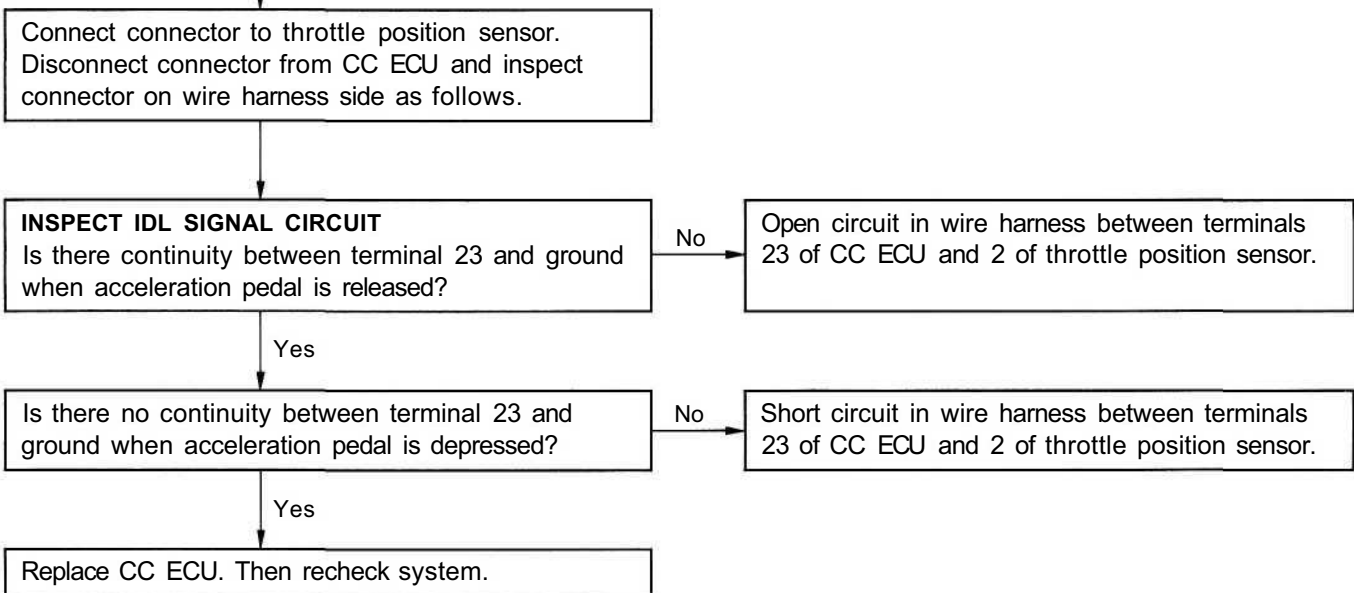 Connect connector to throttle position sensor.
Disconnect connector from CC ECU and inspect
connector on wire harness side as follows.
INSPECT IDL SIGNAL CIRCUIT
Is there continuity between terminal 23 and ground
when acceleration pedal is released?
No
Open circuit in wire harness between terminals
23 of CC ECU and 2 of throttle position sensor.
Yes
Is there no continuity between terminal 23 and
ground when acceleration pedal is depressed?
No
Short circuit in wire harness between terminals
23 of CC ECU and 2 of throttle position sensor.
Yes
Replace CC ECU. Then recheck system.